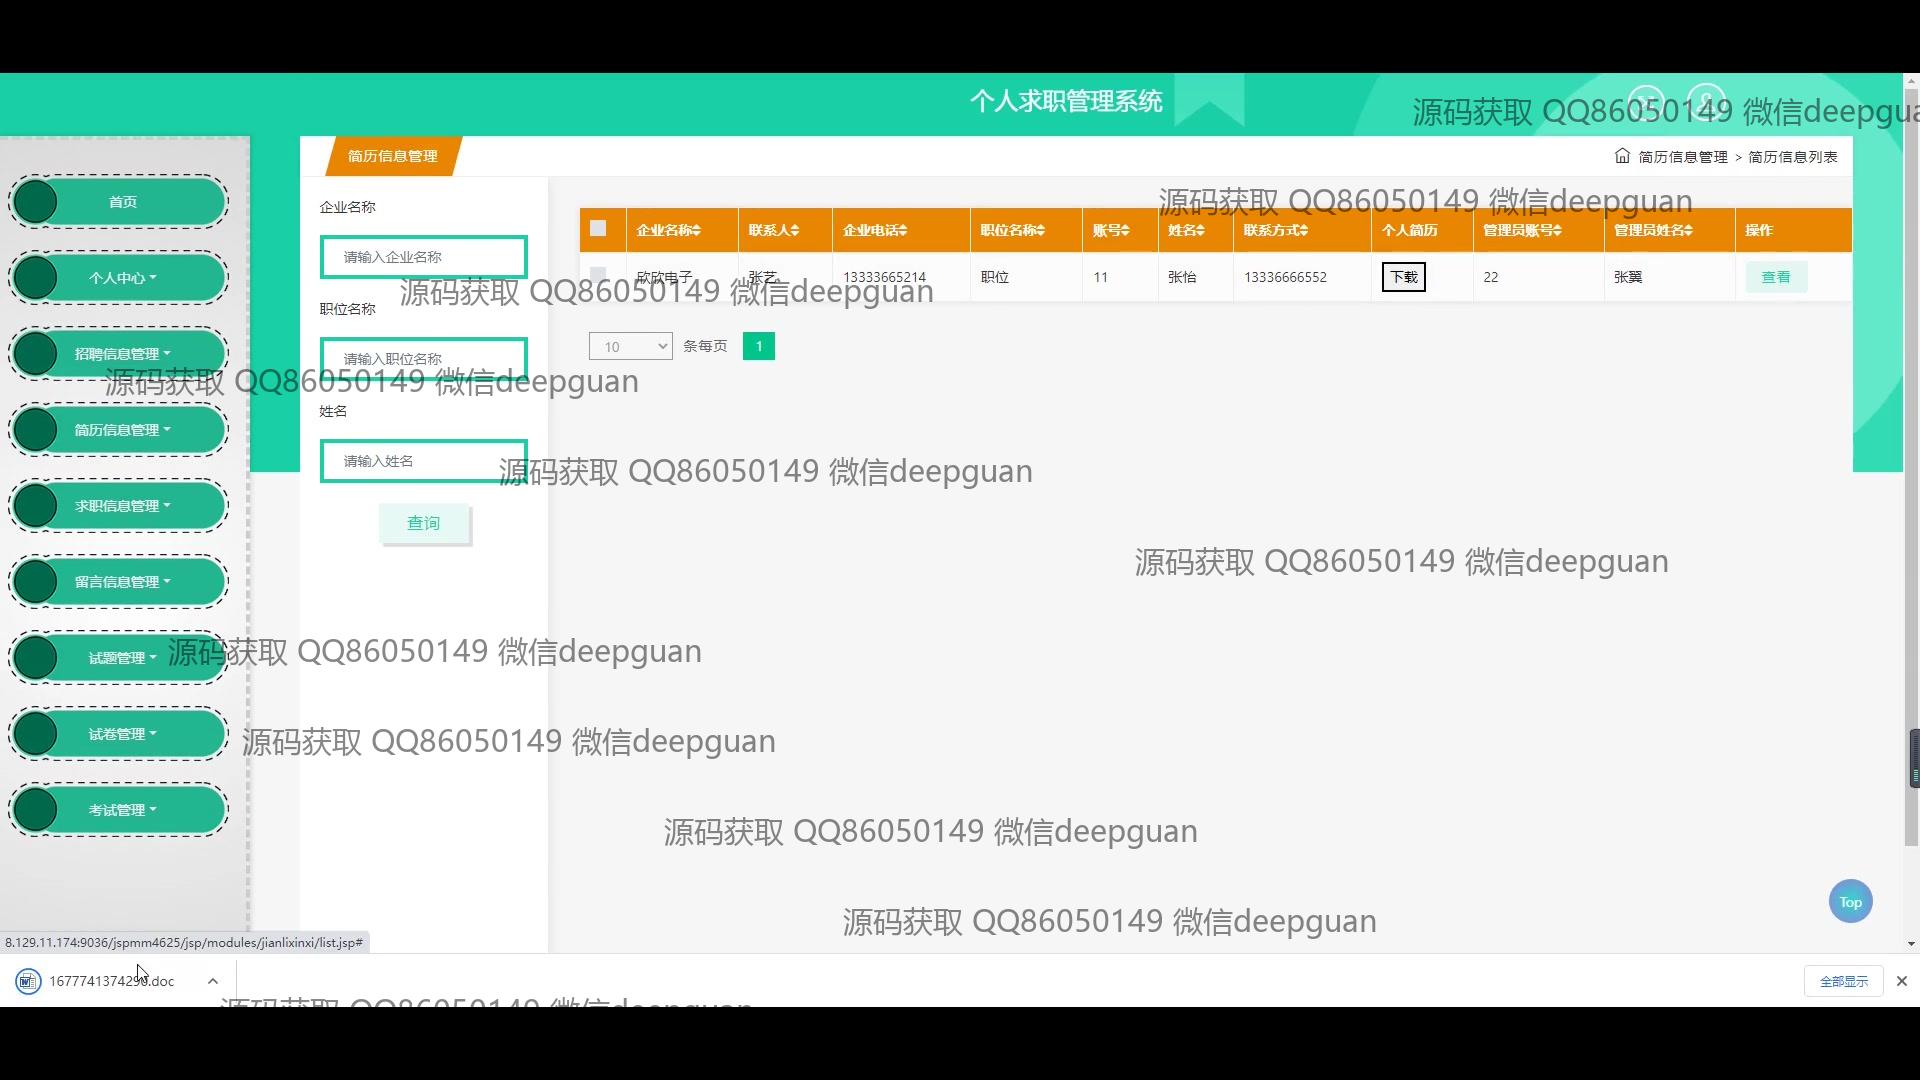 个人求职管理系统
源码获取 QQ86050149 微信deepgua
简历信息管理
简历信息管理 > 简历信息列表
首页
个人中心
招聘信息管理
简历信息管理
求职信息管理
留言信息管理
试题管理
试卷管理
考试管理
企业名称
请输入企业名称
职位名称
请输入职位名称
姓名
请输入姓名
查询
源码获取 QQ86050149 微信deepguan
企业名称 联系人 企业电话 职位名称 账号 姓名 联系方式 个人简历 管理员账号 管理员姓名 操作
欣欣电子 张艺 13333665214 职位 11 张怡 13336666552 下载 22 张翼 查看
源码获取 QQ86050149 微信deepguan
10 条每页 1
源码获取 QQ86050149 微信deepguan
源码获取 QQ86050149 微信deepguan
源码获取 QQ86050149 微信deepguan
源码获取 QQ86050149 微信deepguan
源码获取 QQ86050149 微信deepguan
源码获取 QQ86050149 微信deepguan
源码获取 QQ86050149 微信deepguan
Top
8.129.11.174:9036/jspmm4625/jsp/modules/jianlixinxi/list.jsp#
1677741374290.doc
全部显示
源码获取 QQ86050149 微信deepguan